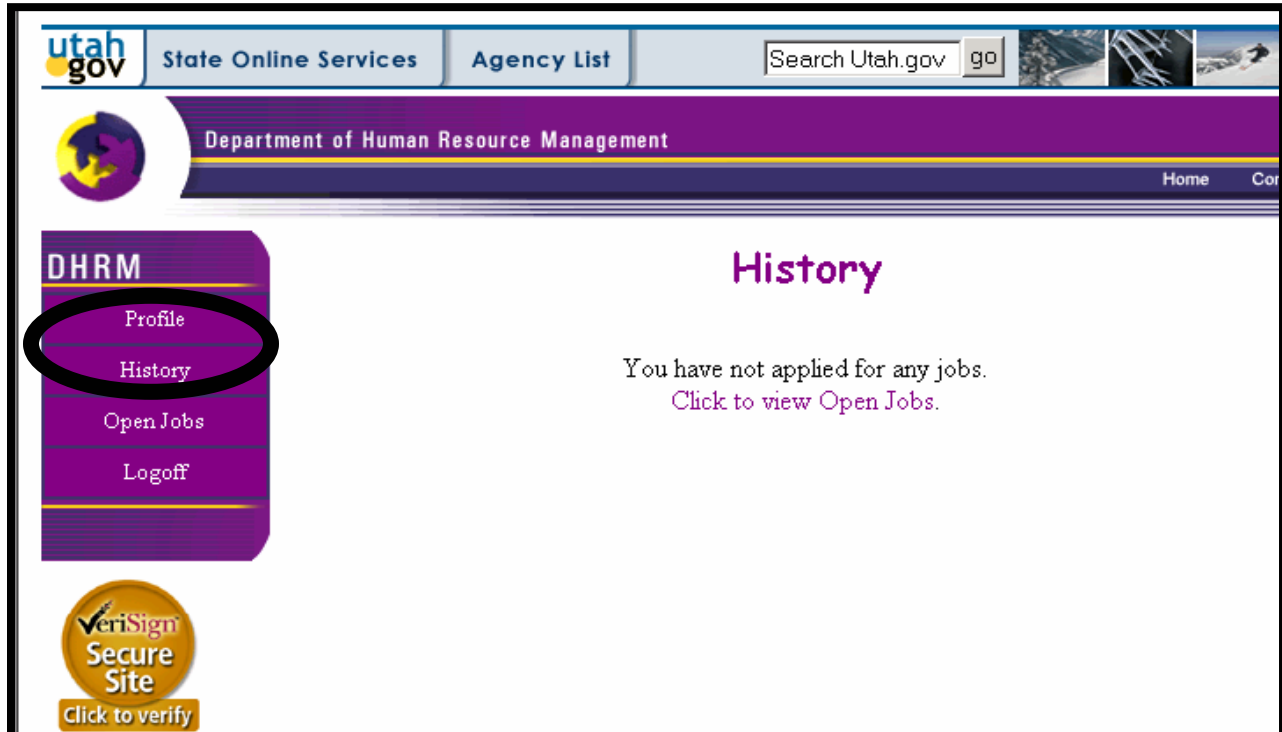 utah
gov
State Online Services
Agency List
Search Utah.gov
go
Department of Human Resource Management
Home
DHRM
History
Profile
History
Open Jobs
Logoff
You have not applied for any jobs.
Click to view Open Jobs.
VeriSign
Secure
Site
Click to verify